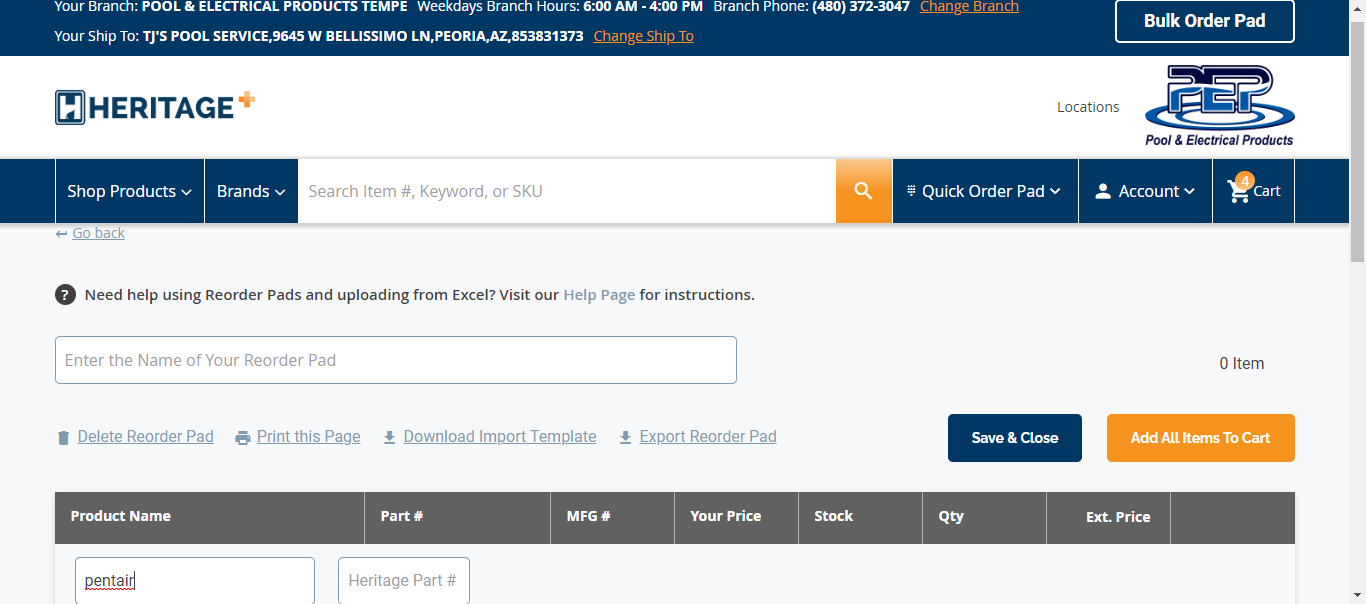 Your Branch: POOL & ELECTRICAL PRODUCTS TEMPE Weekdays Branch Hours: 6:00 AM - 4:00 PM Branch Phone: (480) 372-3047 Change Branch
Bulk Order Pad
Your Ship To: TJ'S POOL SERVICE,9645 W BELLISSIMO LN,PEORIA,AZ,853831373 Change Ship To
HERITAGE+
Locations
PEP
Pool & Electrical Products
Shop Products Brands Search Item #, Keyword, or SKU Quick Order Pad Account 4 Cart
Go back
? Need help using Reorder Pads and uploading from Excel? Visit our Help Page for instructions.
Enter the Name of Your Reorder Pad
0 Item
Delete Reorder Pad Print this Page Download Import Template Export Reorder Pad Save & Close Add All Items To Cart
Product Name Part # MFG # Your Price Stock Qty Ext. Price
pentair Heritage Part #